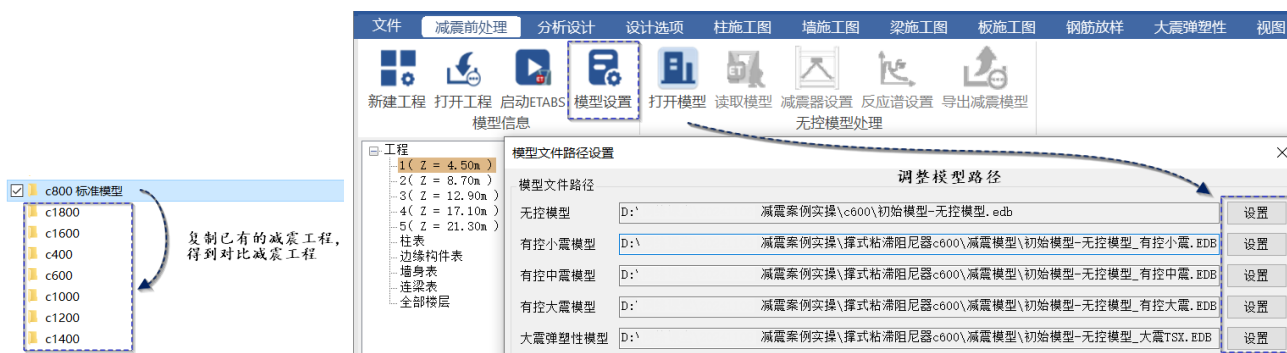 c800 标准模型
c1800
c1600
c400
c600
c1000
c1200
c1400
复制已有的减震工程，
得到对比减震工程
文件 减震前处理 分析设计 设计选项 柱施工图 墙施工图 梁施工图 板施工图 钢筋放样 大震弹塑性 视图
新建工程 打开工程 启动ETABS 模型设置 打开模型 读取模型 减震器设置 反应谱设置 导出减震模型
模型信息 无控模型处理
工程
1( Z = 4.50m )
2( Z = 8.70m )
3( Z = 12.90m )
4( Z = 17.10m )
5( Z = 21.30m )
柱表
边缘构件表
墙身表
连梁表
全部楼层
模型文件路径设置
模型文件路径
调整模型路径
无控模型 D:\ 减震案例实操\c600\初始模型-无控模型.edb 设置
有控小震模型 D:\ 减震案例实操\撑式粘滞阻尼器c600\减震模型\初始模型-无控模型_有控小震.EDB 设置
有控中震模型 D:\ 减震案例实操\撑式粘滞阻尼器c600\减震模型\初始模型-无控模型_有控中震.EDB 设置
有控大震模型 D:\ 减震案例实操\撑式粘滞阻尼器c600\减震模型\初始模型-无控模型_有控大震.EDB 设置
大震弹塑性模型 D:\ 减震案例实操\撑式粘滞阻尼器c600\减震模型\初始模型-无控模型_大震TSX.EDB 设置